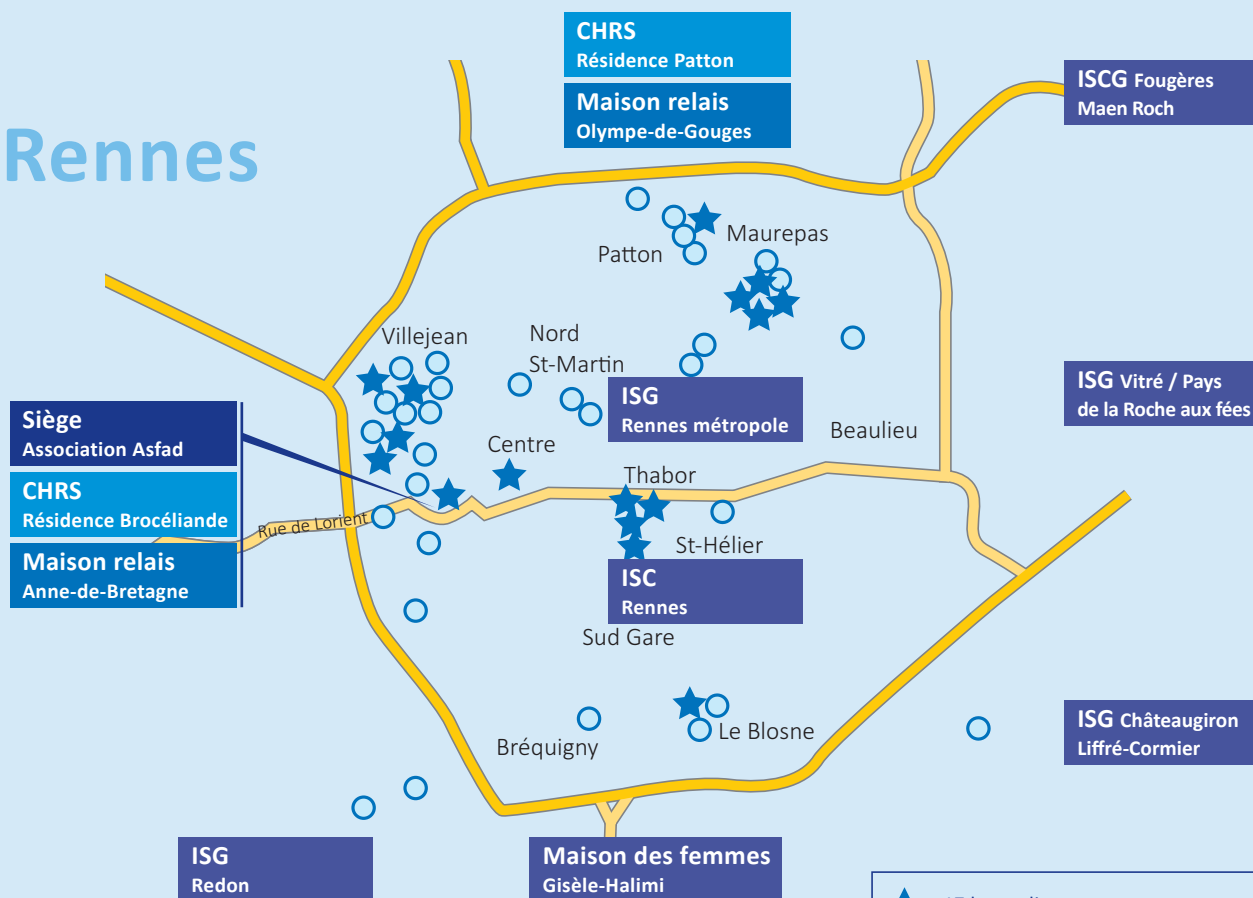 Rennes
CHRS
Résidence Patton
Maison relais
Olympe-de-Gouges
ISCG Fougères
Maen Roch
Maurepas
Patton
Villejean
Nord
St-Martin
ISG
Rennes métropole
ISG Vitré / Pays
de la Roche aux fées
Beaulieu
Siège
Association Asfad
CHRS
Résidence Brocéliande
Maison relais
Anne-de-Bretagne
Centre
Thabor
Rue de Lorient
St-Hélier
ISC
Rennes
Sud Gare
Le Blosne
Bréquigny
ISG Châteaugiron
Liffré-Cormier
ISG
Redon
Maison des femmes
Gisèle-Halimi